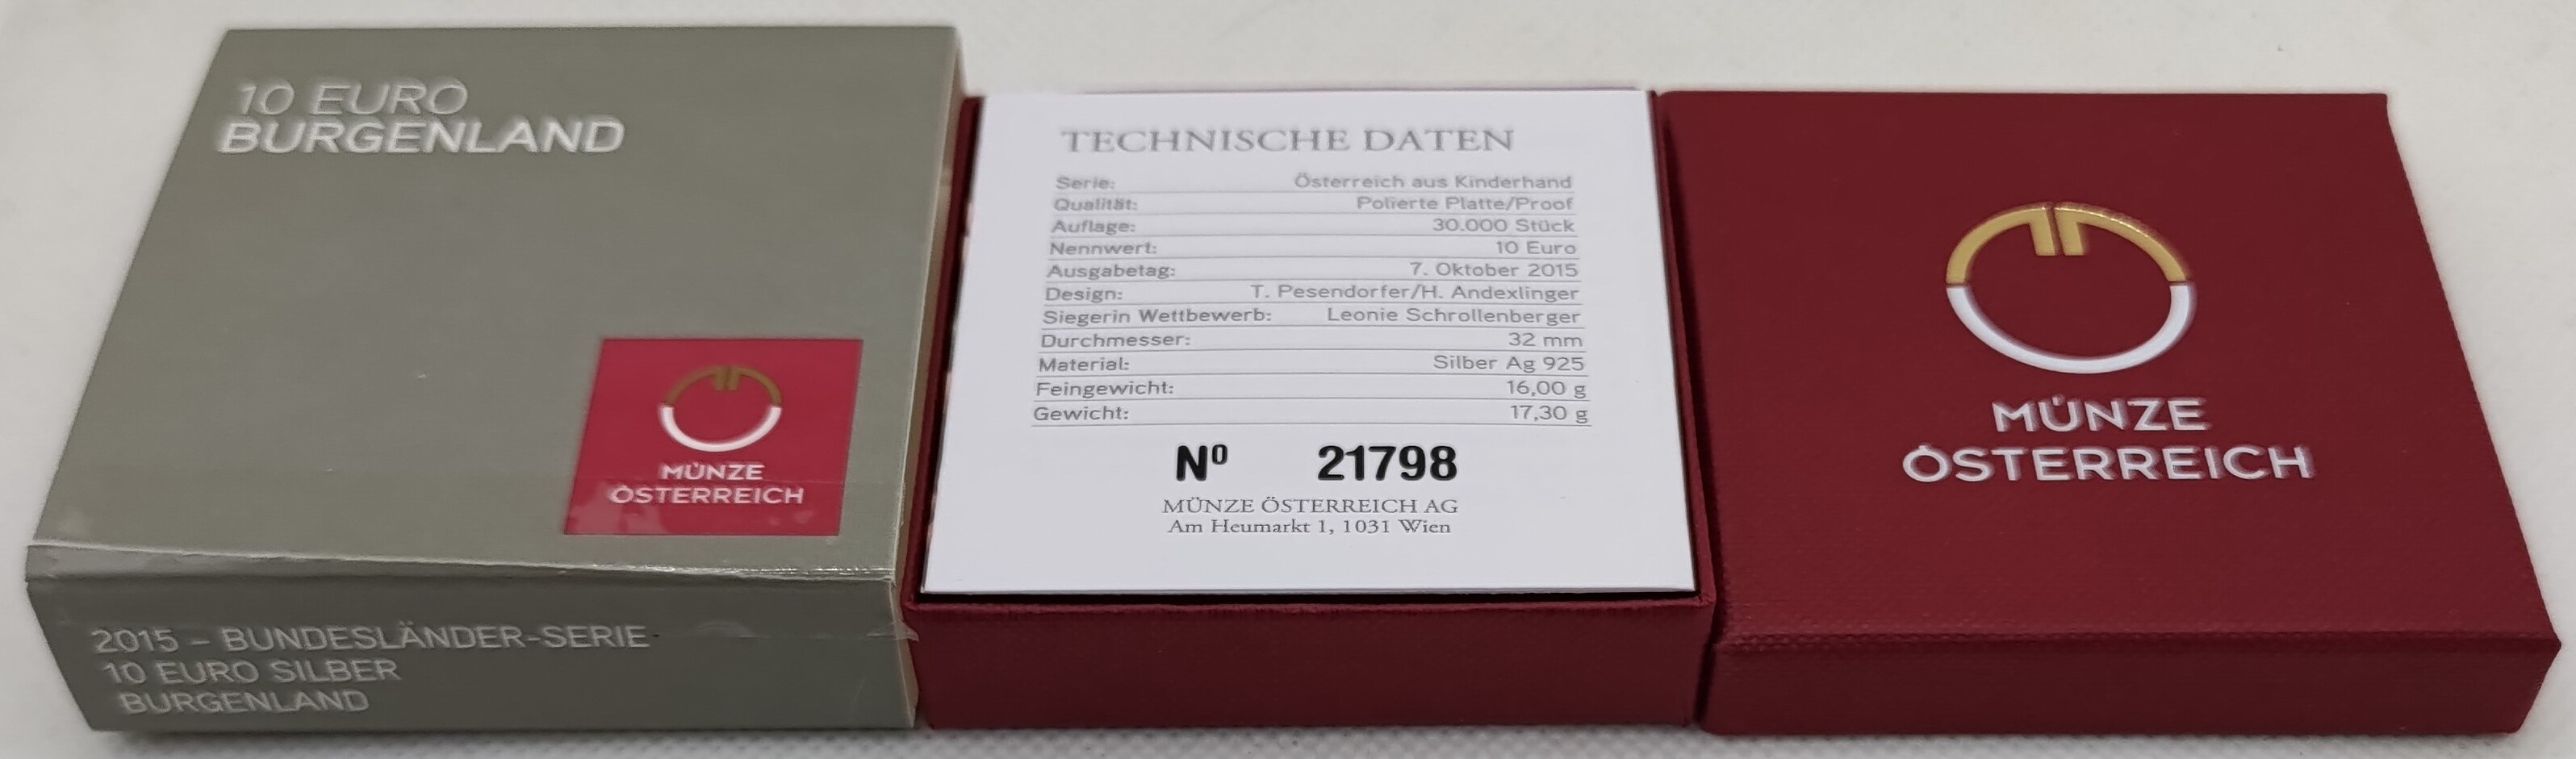 10 EURO
BURGENLAND
MÜNZE
ÖSTERREICH
2015 – BUNDESLÄNDER-SERIE
10 EURO SILBER
BURGENLAND
TECHNISCHE DATEN
Serie: Österreich aus Kinderhand
Qualität: Polierte Platte/Proof
Auflage: 30.000 Stück
Nennwert: 10 Euro
Ausgabetag: 7. Oktober 2015
Design: T. Pesendorfer/H. Andexlinger
Siegerin Wettbewerb: Leonie Schrollenberger
Durchmesser: 32 mm
Material: Silber Ag 925
Feingewicht: 16,00 g
Gewicht: 17,30 g
Nº 21798
MÜNZE ÖSTERREICH AG
Am Heumarkt 1, 1031 Wien
MÜNZE
ÖSTERREICH